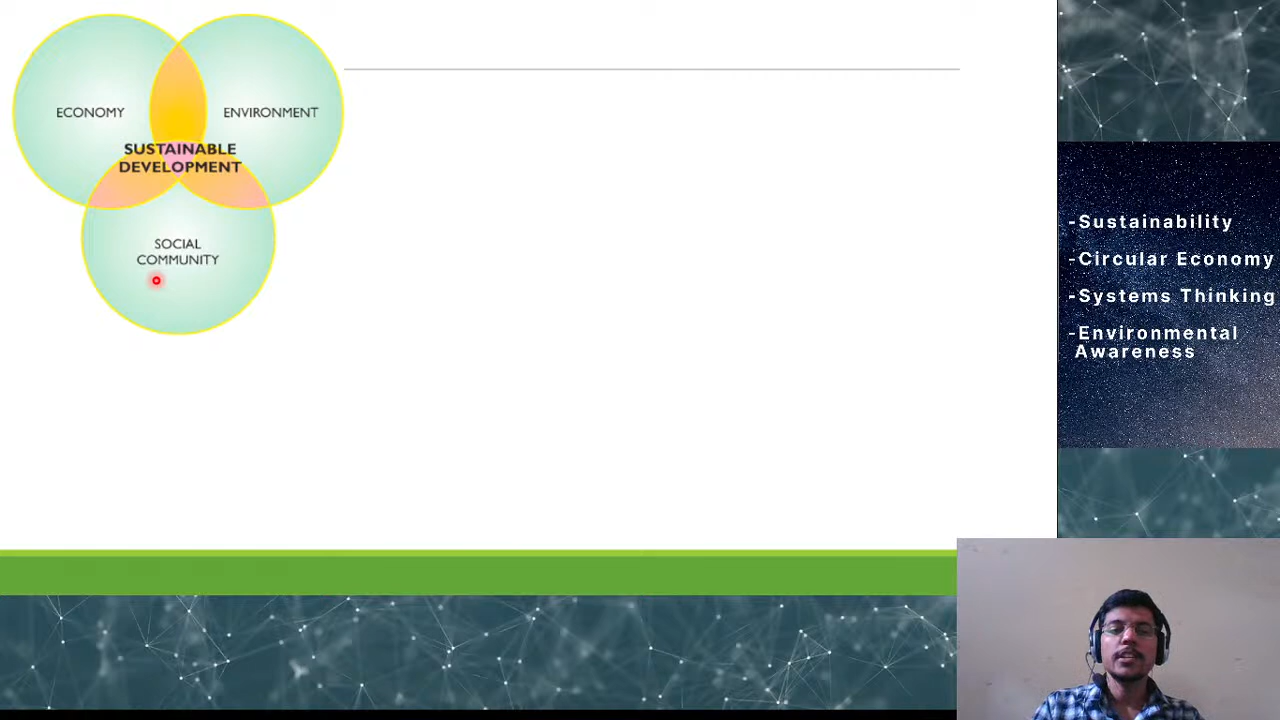 ECONOMY
ENVIRONMENT
SUSTAINABLE
DEVELOPMENT
SOCIAL
COMMUNITY
-Sustainability
-Circular Economy
-Systems Thinking
-Environmental
Awareness